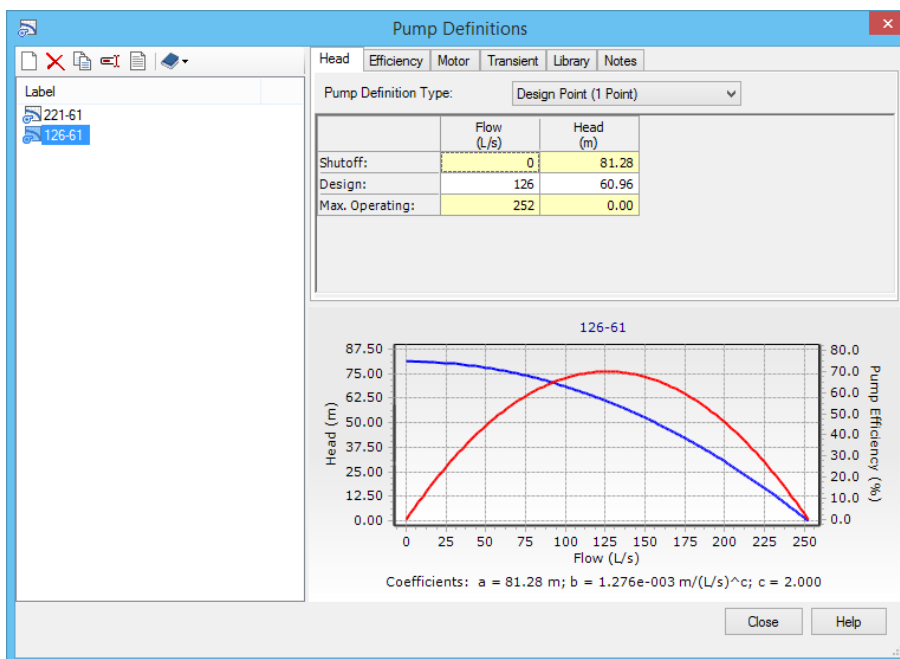 Pump Definitions
Label
221-61
126-61
Head Efficiency Motor Transient Library Notes
Pump Definition Type: Design Point (1 Point)
Flow (L/s) Head (m)
Shutoff: 0 81.28
Design: 126 60.96
Max. Operating: 252 0.00
126-61
87.50
75.00
62.50
50.00
37.50
25.00
12.50
0.00
Head (m)
80.0
70.0
60.0
50.0
40.0
30.0
20.0
10.0
0.0
Pump Efficiency (%)
0 25 50 75 100 125 150 175 200 225 250
Flow (L/s)
Coefficients: a = 81.28 m; b = 1.276e-003 m/(L/s)^c; c = 2.000
Close Help